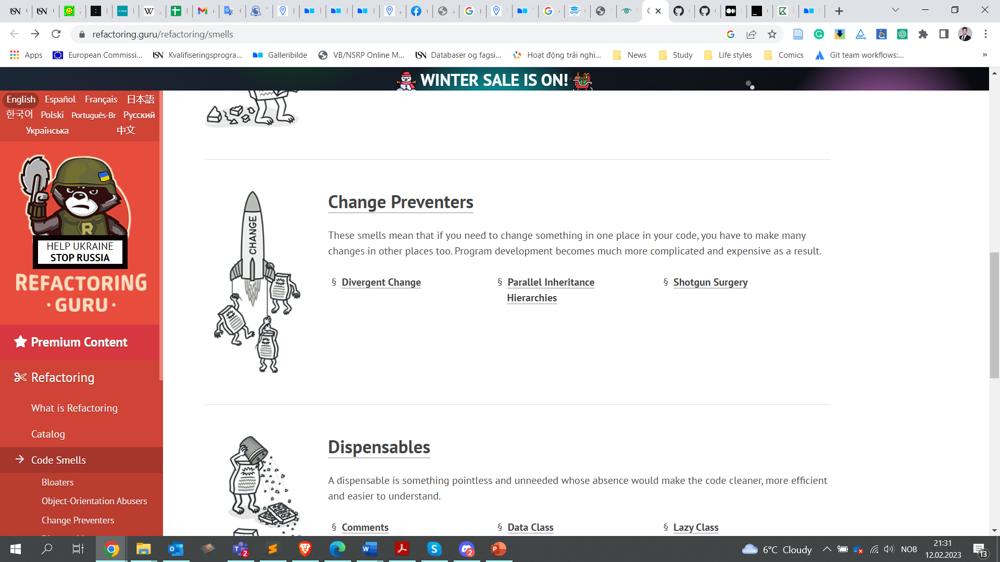 refactoring.guru/refactoring/smells
Apps
European Commissi...
Kvalifiseringsprogra...
Galleribilde
VB/NSRP Online M...
Databaser og fagsi...
Hoạt động trải nghi...
News
Study
Life styles
Comics
Git team workflows:...
»
WINTER SALE IS ON!
English Español Français 日本語
한국어 Polski Português-Br Русский
Українська 中文
R
HELP UKRAINE
STOP RUSSIA
REFACTORING
·GURU·
Premium Content
Refactoring
What is Refactoring
Catalog
Code Smells
Bloaters
Object-Orientation Abusers
Change Preventers
CHANGE
Change Preventers
These smells mean that if you need to change something in one place in your code, you have to make many
changes in other places too. Program development becomes much more complicated and expensive as a result.
§ Divergent Change
§ Parallel Inheritance
Hierarchies
§ Shotgun Surgery
Dispensables
A dispensable is something pointless and unneeded whose absence would make the code cleaner, more efficient
and easier to understand.
§ Comments
§ Data Class
§ Lazy Class
6°C Cloudy
NOB
21:31
12.02.2023
13